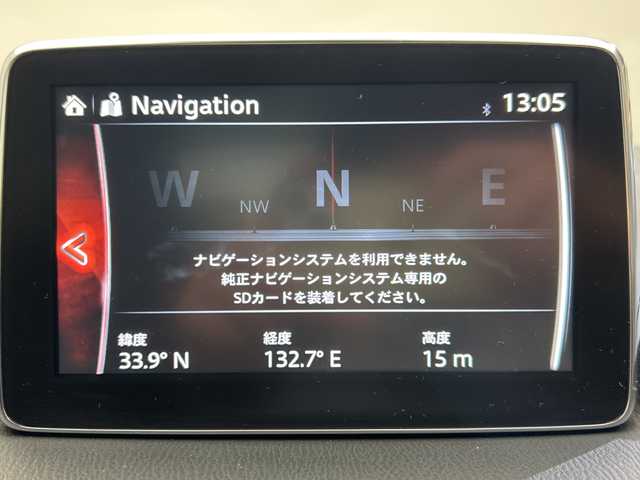 Navigation
13:05
W NW N NE E
ナビゲーションシステムを利用できません。
純正ナビゲーションシステム専用の
SDカードを装着してください。
緯度 経度 高度
33.9° N 132.7° E 15 m